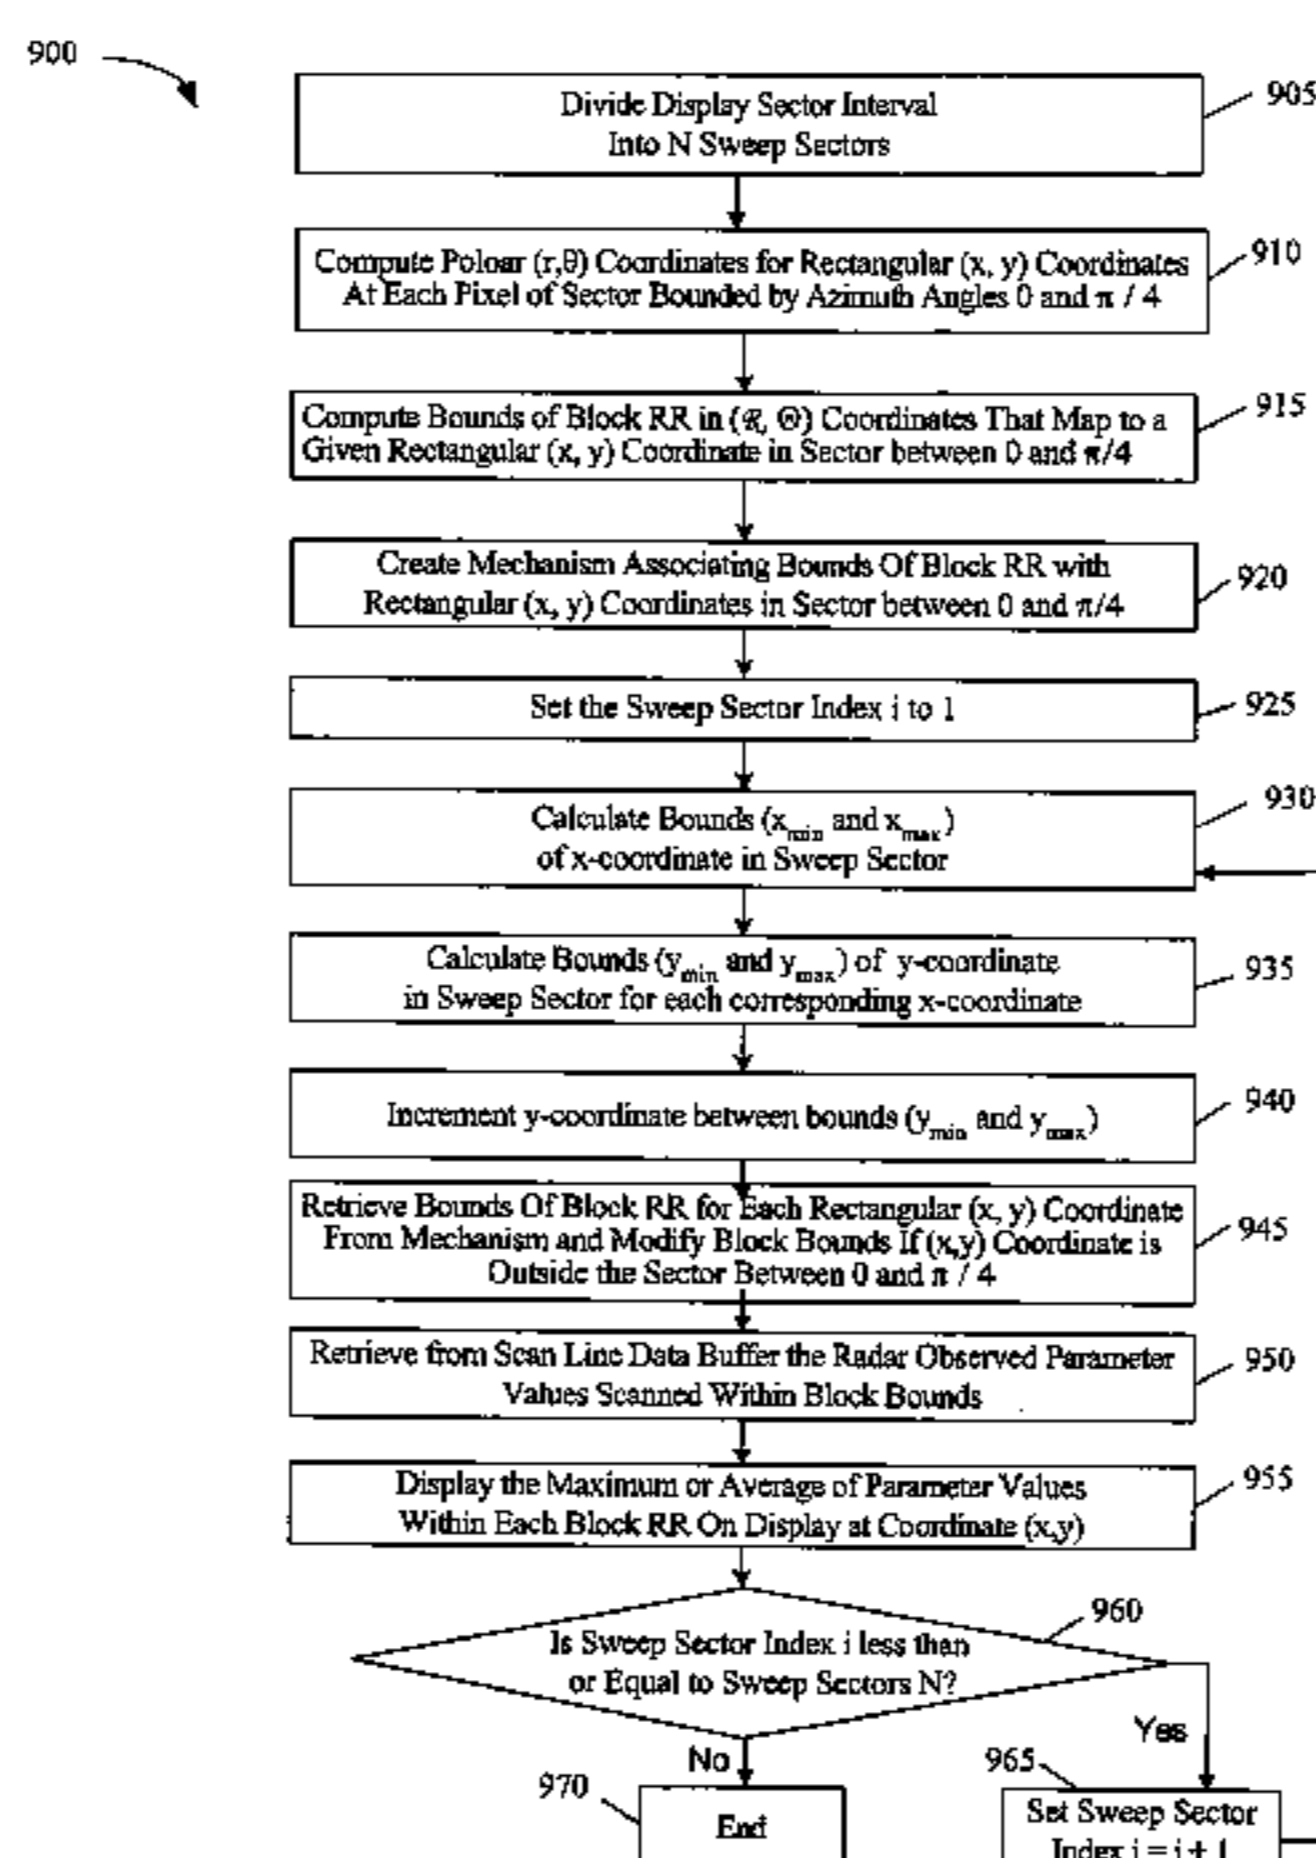 900
Divide Display Sector Interval
Into N Sweep Sectors
905
Compute Poloar (r,θ) Coordinates for Rectangular (x, y) Coordinates
At Each Pixel of Sector Bounded by Azimuth Angles 0 and π / 4
910
Compute Bounds of Block RR in (ℛ, Θ) Coordinates That Map to a
Given Rectangular (x, y) Coordinate in Sector between 0 and π/4
915
Create Mechanism Associating Bounds Of Block RR with
Rectangular (x, y) Coordinates in Sector between 0 and π/4
920
Set the Sweep Sector Index i to 1
925
Calculate Bounds (xmin and xmax)
of x-coordinate in Sweep Sector
930
Calculate Bounds (ymin and ymax) of y-coordinate
in Sweep Sector for each corresponding x-coordinate
935
Increment y-coordinate between bounds (ymin and ymax)
940
Retrieve Bounds Of Block RR for Each Rectangular (x, y) Coordinate
From Mechanism and Modify Block Bounds If (x,y) Coordinate is
Outside the Sector Between 0 and π / 4
945
Retrieve from Scan Line Data Buffer the Radar Observed Parameter
Values Scanned Within Block Bounds
950
Display the Maximum or Average of Parameter Values
Within Each Block RR On Display at Coordinate (x,y)
955
Is Sweep Sector Index i less than
or Equal to Sweep Sectors N?
960
No
Yes
970
End
965
Set Sweep Sector
Index i = i + 1